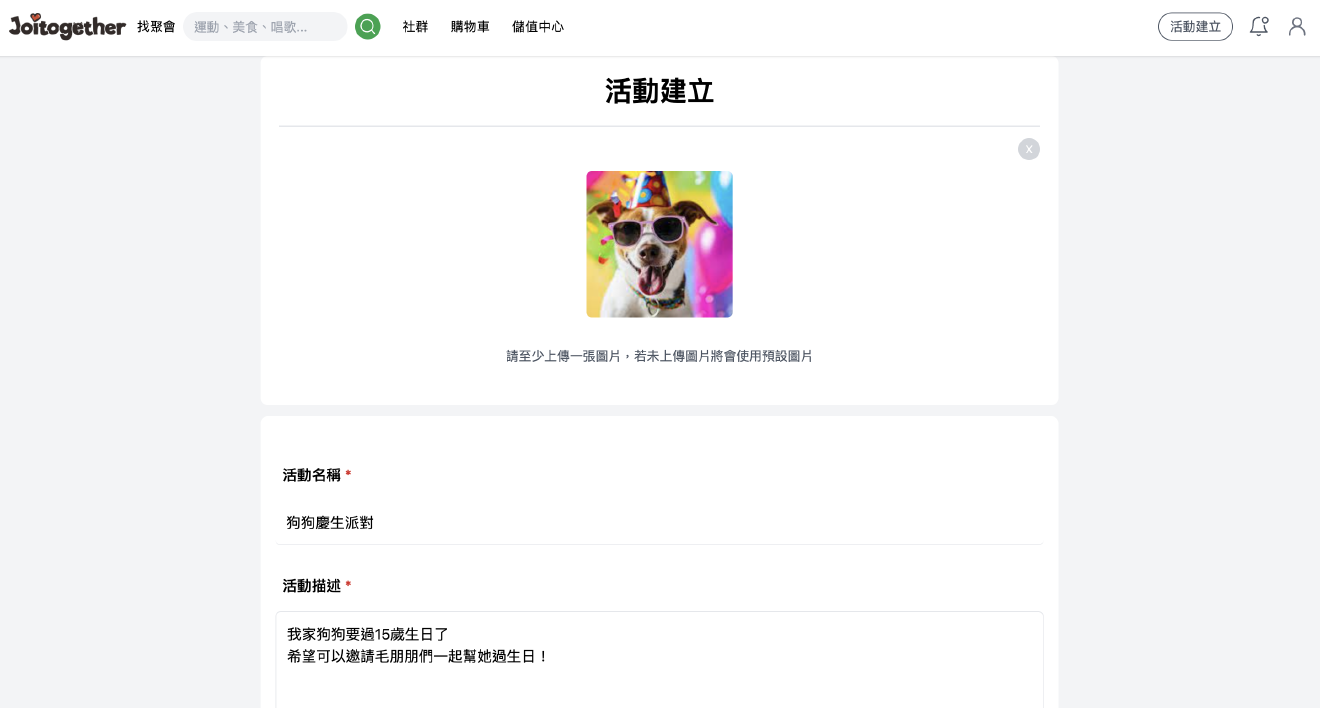 Joitogether
找聚會
運動、美食、唱歌...
社群
購物車
儲值中心
活動建立
活動建立
X
請至少上傳一張圖片，若未上傳圖片將會使用預設圖片
活動名稱 *
狗狗慶生派對
活動描述 *
我家狗狗要過15歲生日了
希望可以邀請毛朋朋們一起幫她過生日！